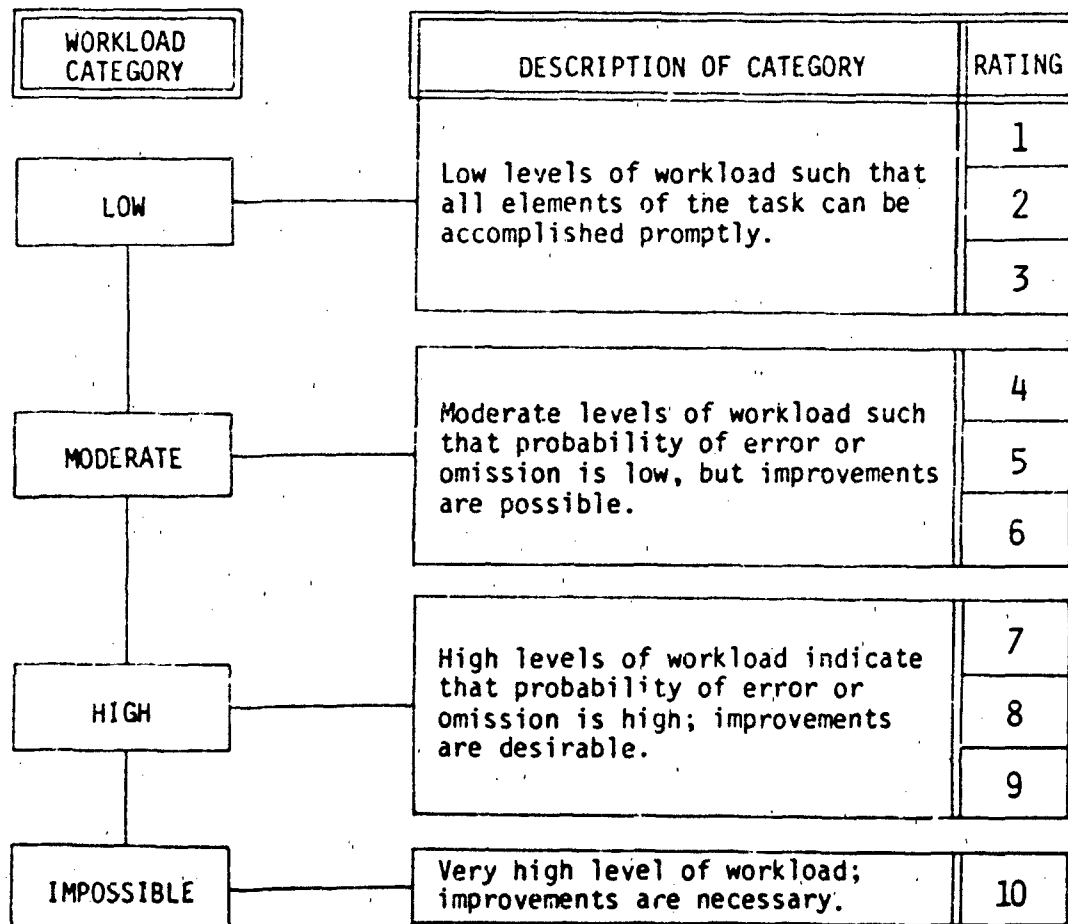 WORKLOAD
CATEGORY
DESCRIPTION OF CATEGORY
RATING
LOW
Low levels of workload such that
all elements of the task can be
accomplished promptly.
1
2
3
MODERATE
Moderate levels of workload such
that probability of error or
omission is low, but improvements
are possible.
4
5
6
HIGH
High levels of workload indicate
that probability of error or
omission is high; improvements
are desirable.
7
8
9
IMPOSSIBLE
Very high level of workload;
improvements are necessary.
10